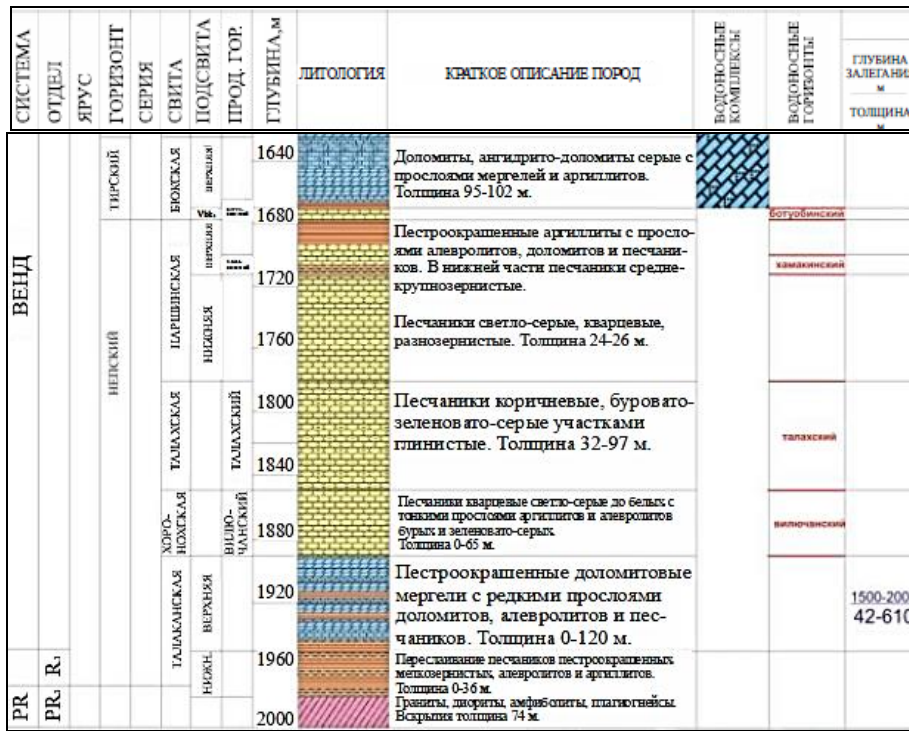 СИСТЕМА
ОТДЕЛ
ЯРУС
ГОРИЗОНТ
СЕРИЯ
СВИТА
ПОДСВИТА
ПРОД. ГОР.
ГЛУБИНА,м
ЛИТОЛОГИЯ
КРАТКОЕ ОПИСАНИЕ ПОРОД
ВОДОНОСНЫЕ
КОМПЛЕКСЫ
ВОДОНОСНЫЕ
ГОРИЗОНТЫ
ГЛУБИНА
ЗАЛЕГАНИЯ
м
ТОЛЩИНА
м
ВЕНД
PR
PR₁
ТИРСКИЙ
НЕПСКИЙ
БЮКСКАЯ
ПАРШИНСКАЯ
ТАЛАХСКАЯ
ХОРО-
НОХСКАЯ
ТАЛАКАНСКАЯ
ВЕРХНЯЯ
ВЕРХНЯЯ
НИЖНЯЯ
ВЕРХНЯЯ
НИЖН.
ТАЛАХСКИЙ
ВИЛЮ-
ЧАНСКИЙ
1640
1680
1720
1760
1800
1840
1880
1920
1960
2000
Доломиты, ангидрито-доломиты серые с
прослоями мергелей и аргиллитов.
Толщина 95-102 м.
Пестроокрашенные аргиллиты с просло-
ями алевролитов, доломитов и песчани-
ков. В нижней части песчаники средне-
крупнозернистые.
Песчаники светло-серые, кварцевые,
разнозернистые. Толщина 24-26 м.
Песчаники коричневые, буровато-
зеленовато-серые участками
глинистые. Толщина 32-97 м.
Песчаники кварцевые светло-серые до белых с
тонкими прослоями аргиллитов и алевролитов
бурых и зеленовато-серых.
Толщина 0-65 м.
Пестроокрашенные доломитовые
мергели с редкими прослоями
доломитов, алевролитов и пес-
чаников. Толщина 0-120 м.
Переслаивание песчаников пестроокрашенных
мелкозернистых, алевролитов и аргиллитов.
Толщина 0-36 м.
Граниты, диориты, амфиболиты, плагиогнейсы.
Вскрытая толщина 74 м.
ботуобинский
хамакинский
талахский
вилючанский
1500-200
42-610